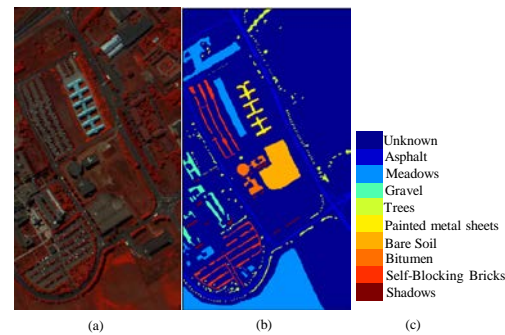 Unknown
Asphalt
Meadows
Gravel
Trees
Painted metal sheets
Bare Soil
Bitumen
Self-Blocking Bricks
Shadows
(a)
(b)
(c)